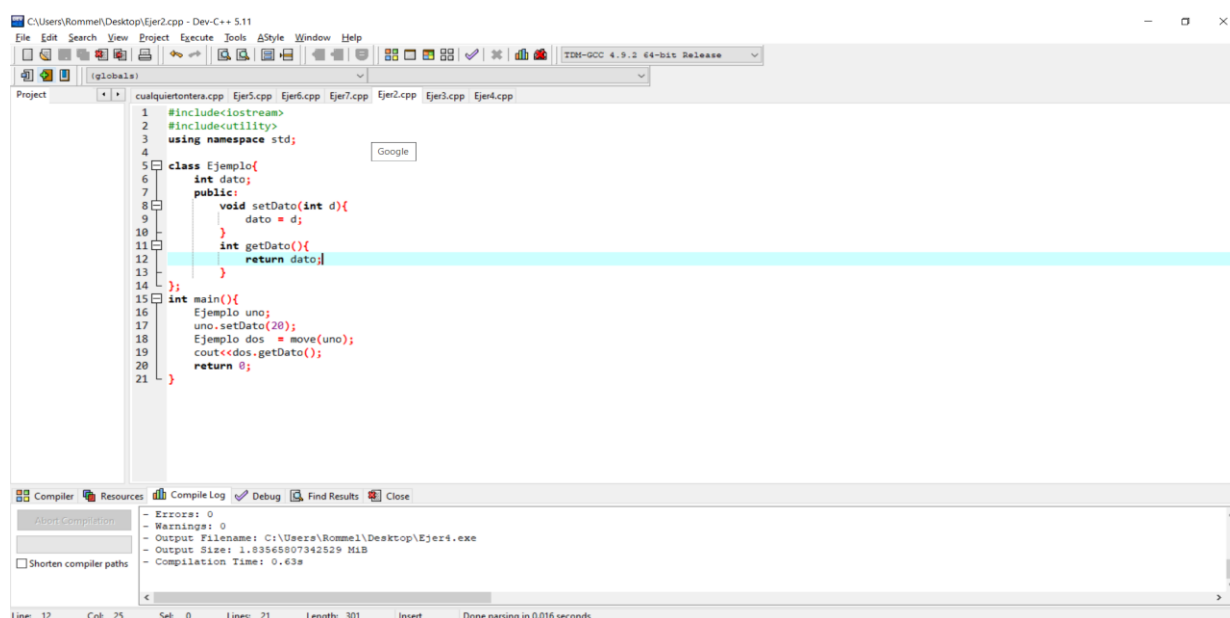 C:\Users\Rommel\Desktop\Ejer2.cpp - Dev-C++ 5.11
File Edit Search View Project Execute Tools AStyle Window Help
TDM-GCC 4.9.2 64-bit Release
(globals)
Project
cualquiertontera.cpp Ejer5.cpp Ejer6.cpp Ejer7.cpp Ejer2.cpp Ejer3.cpp Ejer4.cpp
1 #include<iostream>
2 #include<utility>
3 using namespace std;
4
Google
5 class Ejemplo{
6 int dato;
7 public:
8 void setDato(int d){
9 dato = d;
10 }
11 int getDato(){
12 return dato;
13 }
14 };
15 int main(){
16 Ejemplo uno;
17 uno.setDato(20);
18 Ejemplo dos  = move(uno);
19 cout<<dos.getDato();
20 return 0;
21 }
Compiler Resources Compile Log Debug Find Results Close
Abort Compilation
Shorten compiler paths
- Errors: 0
- Warnings: 0
- Output Filename: C:\Users\Rommel\Desktop\Ejer4.exe
- Output Size: 1.83565807342529 MiB
- Compilation Time: 0.63s
Line: 12 Col: 25 Sel: 0 Lines: 21 Length: 301 Insert Done parsing in 0.016 seconds